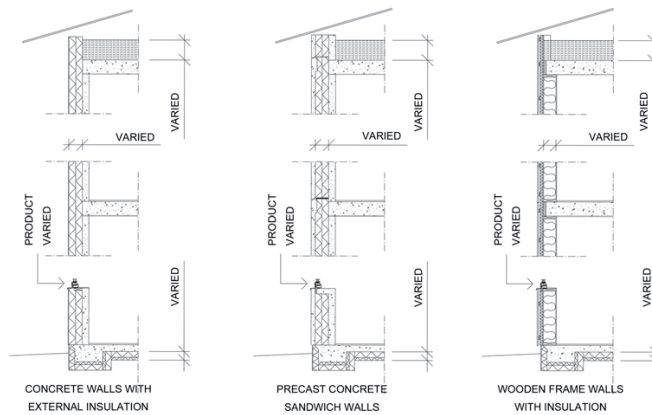 VARIED
VARIED
PRODUCT
VARIED
VARIED
CONCRETE WALLS WITH
EXTERNAL INSULATION
VARIED
VARIED
PRODUCT
VARIED
VARIED
PRECAST CONCRETE
SANDWICH WALLS
VARIED
VARIED
PRODUCT
VARIED
VARIED
WOODEN FRAME WALLS
WITH INSULATION